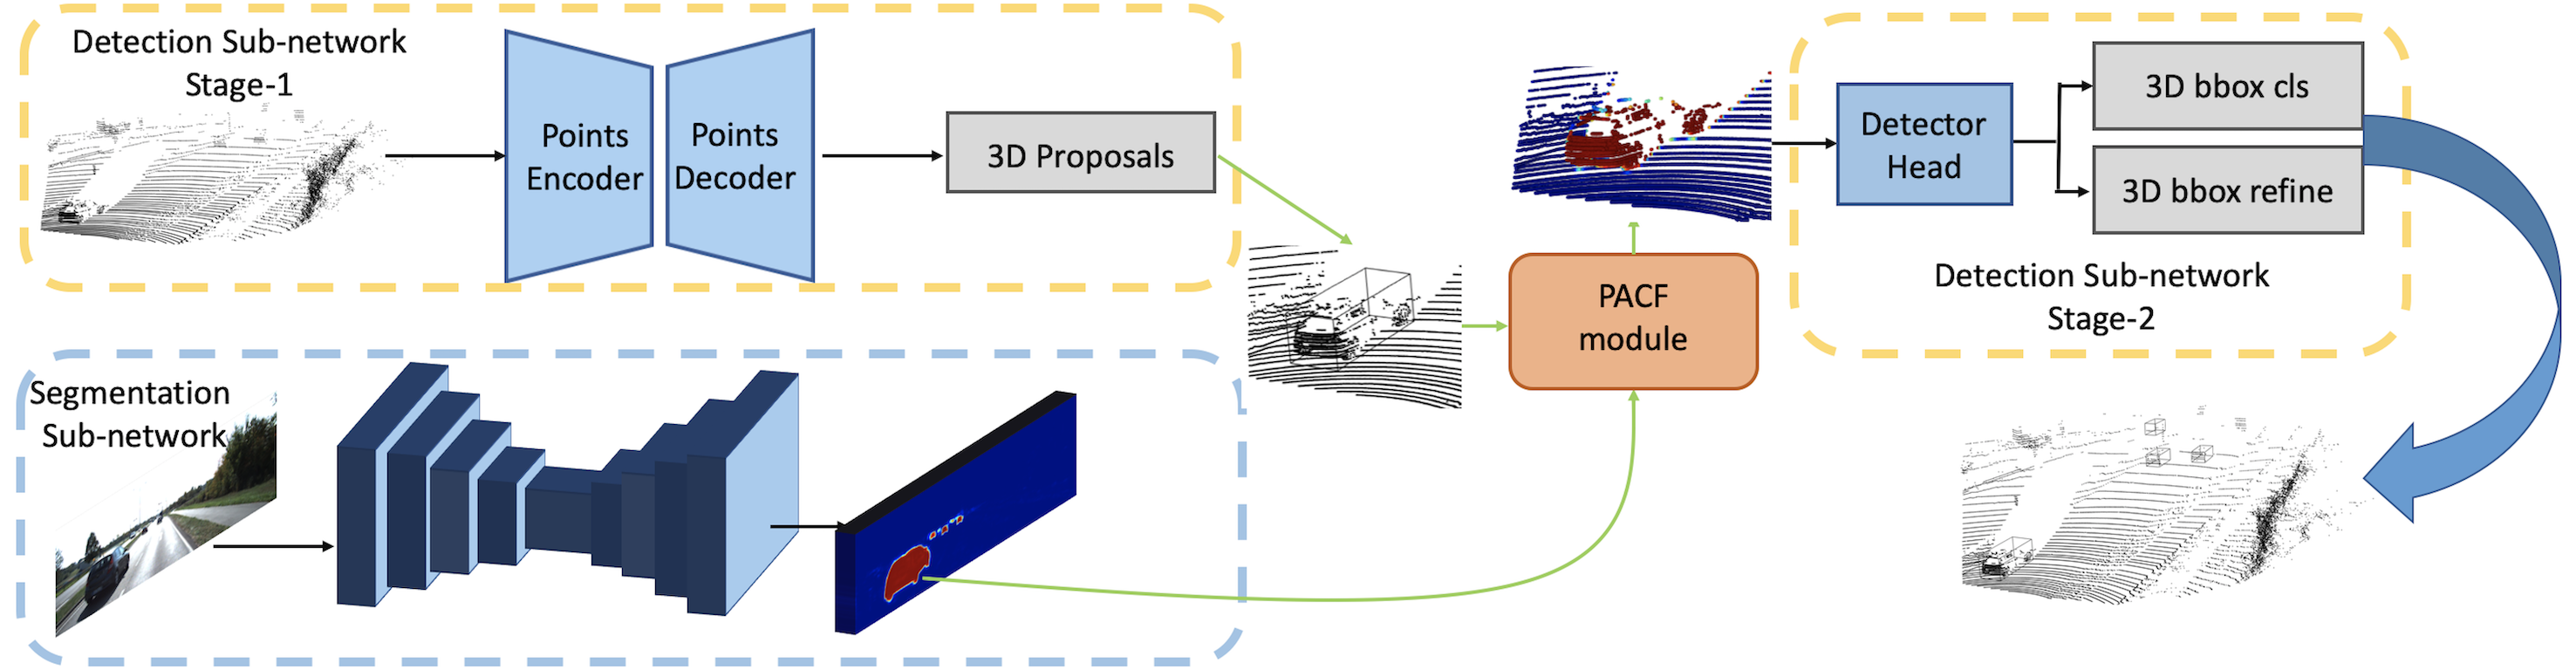 Detection Sub-network
Stage-1
Points
Encoder
Points
Decoder
3D Proposals
Segmentation
Sub-network
PACF
module
Detector
Head
3D bbox cls
3D bbox refine
Detection Sub-network
Stage-2